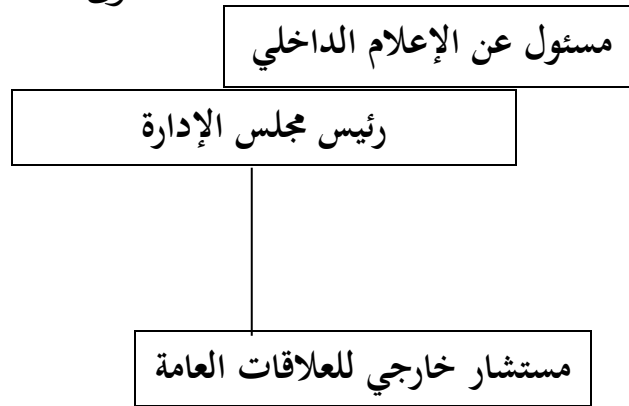 مسئول عن الإعلام الداخلي
رئيس مجلس الإدارة
مستشار خارجي للعلاقات العامة